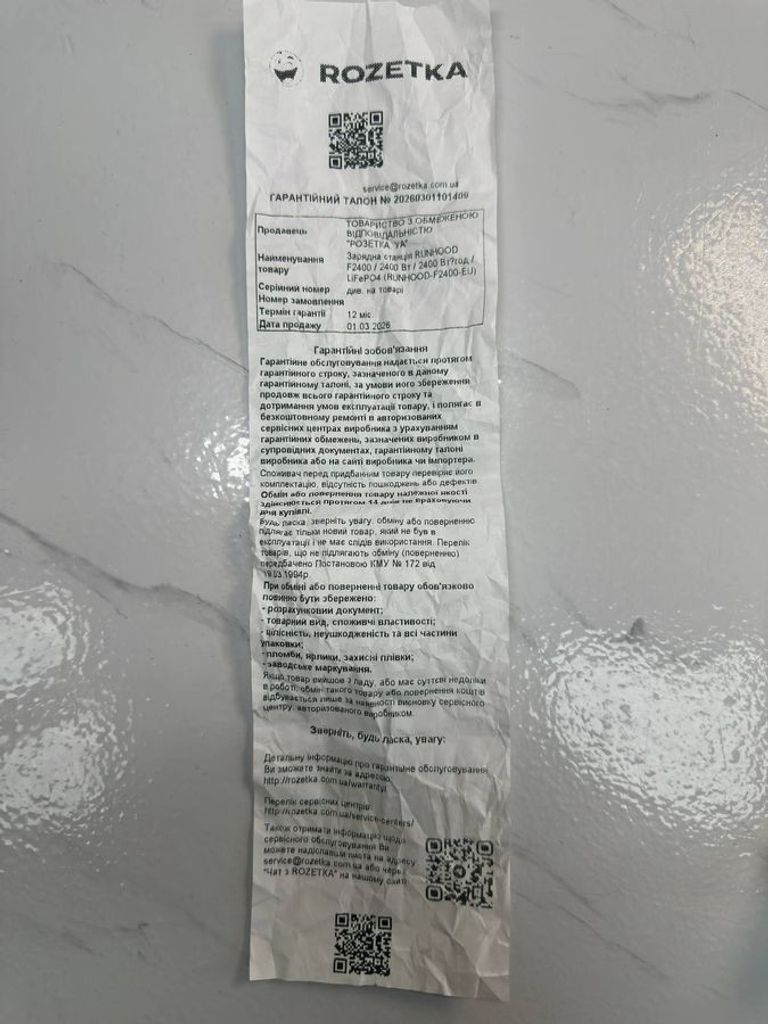 ROZETKA
service@rozetka.com.ua
ГАРАНТІЙНИЙ ТАЛОН № 20260301101409
Продавець
ТОВАРИСТВО З ОБМЕЖЕНОЮ
ВІДПОВІДАЛЬНІСТЮ
"РОЗЕТКА. УА"
Найменування товару
Зарядна станція RUNHOOD
F2400 / 2400 Вт / 2400 Вт?год /
LiFePO4 (RUNHOOD-F2400-EU)
Серійний номер див. на товарі
Номер замовлення
Термін гарантії 12 міс.
Дата продажу 01.03.2026
Гарантійні зобов'язання
Гарантійне обслуговування надається протягом
гарантійного строку, зазначеного в даному
гарантійному талоні, за умови його збереження
продовж всього гарантійного строку та
дотримання умов експлуатації товару, і полягає в
безкоштовному ремонті в авторизованих
сервісних центрах виробника з урахуванням
гарантійних обмежень, зазначених виробником в
супровідних документах, гарантійному талоні
виробника або на сайті виробника чи імпортера.
Споживач перед придбанням товару перевіряє його
комплектацію, відсутність пошкоджень або дефектів.
Обмін або повернення товару належної якості
здійснюється протягом 14 днів не враховуючи
дня купівлі.
Будь, ласка, зверніть увагу: обміну або поверненню
підлягає тільки новий товар, який не був в
експлуатації і не має слідів використання. Перелік
товарів, що не підлягають обміну (поверненню)
передбачено Постановою КМУ № 172 від
19.03.1994р.
При обміні або поверненні товару обов'язково
повинно бути збережено:
- розрахунковий документ;
- товарний вид, споживчі властивості;
- цілісність, неушкодженість та всі частини
упаковки;
- пломби, ярлики, захисні плівки;
- заводське маркування.
Якщо товар вийшов з ладу, або має суттєві недоліки
в роботі, обмін такого товару або повернення коштів
відбувається лише за наявності висновку сервісного
центру, авторизованого виробником.
Зверніть, будь ласка, увагу:
Детальну інформацію про гарантійне обслуговування
Ви зможете знайти за адресою:
http://rozetka.com.ua/warranty/
Перелік сервісних центрів:
http://rozetka.com.ua/service-centers/
Також отримати інформацію щодо
сервісного обслуговування Ви
можете надіславши листа на адресу
service@rozetka.com.ua або через
"Чат з ROZETKA" на нашому сайті